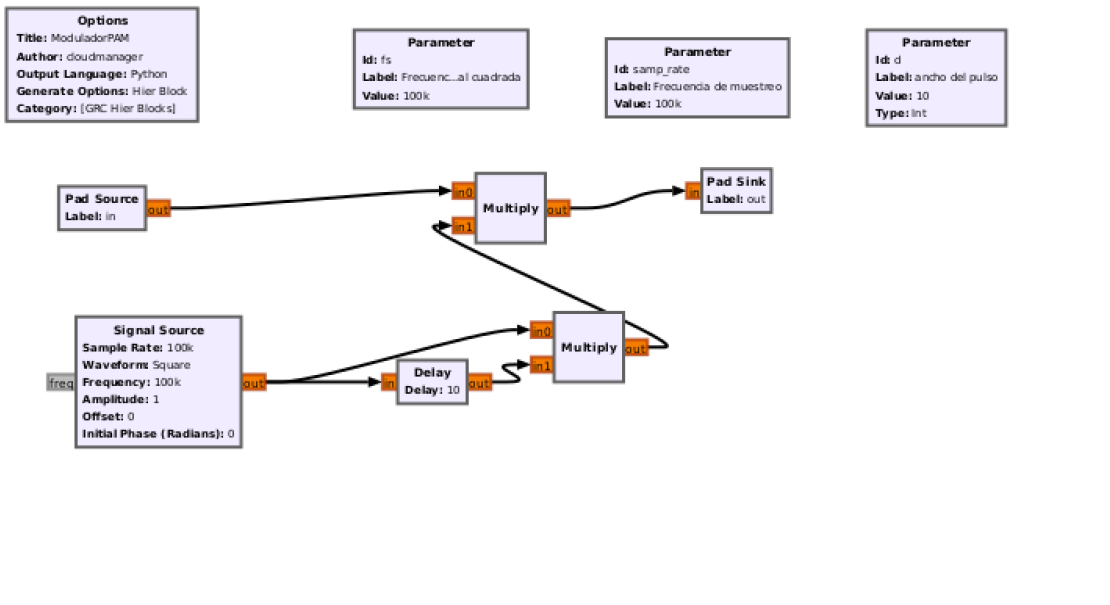 Options
Title: ModuladorPAM
Author: cloudmanager
Output Language: Python
Generate Options: Hier Block
Category: [GRC Hier Blocks]
Parameter
Id: fs
Label: Frecuenc...al cuadrada
Value: 100k
Parameter
Id: samp_rate
Label: Frecuencia de muestreo
Value: 100k
Parameter
Id: d
Label: ancho del pulso
Value: 10
Type: Int
Pad Source
Label: in
out
in0
in1
Multiply
out
in
Pad Sink
Label: out
Signal Source
Sample Rate: 100k
Waveform: Square
Frequency: 100k
Amplitude: 1
Offset: 0
Initial Phase (Radians): 0
freq
out
in
Delay
Delay: 10
out
in0
in1
Multiply
out